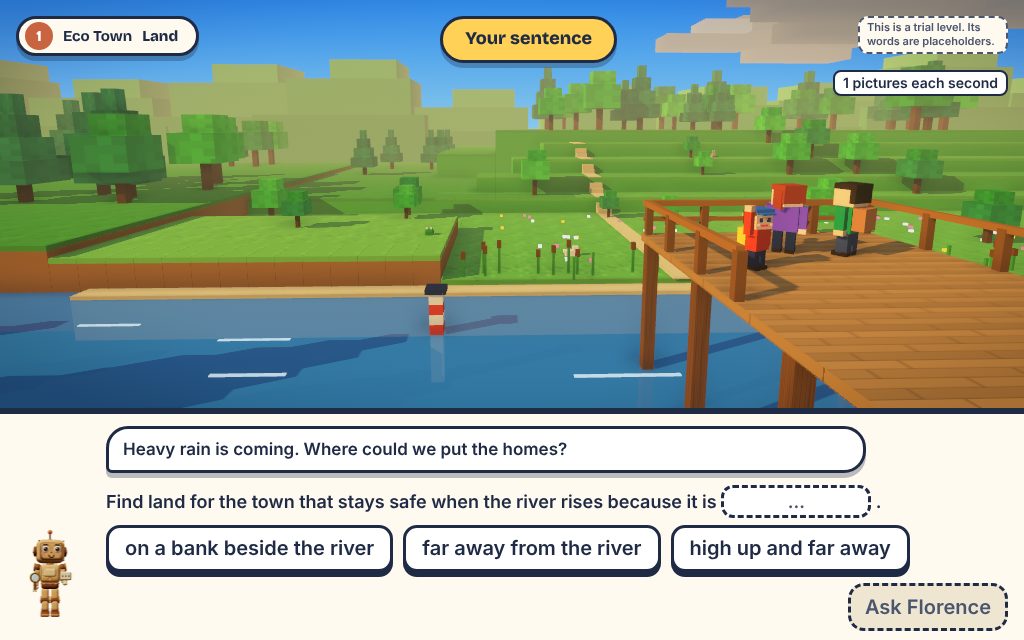 1 Eco Town Land
Your sentence
This is a trial level. Its
words are placeholders.
1 pictures each second
Heavy rain is coming. Where could we put the homes?
Find land for the town that stays safe when the river rises because it is ... .
on a bank beside the river
far away from the river
high up and far away
Ask Florence